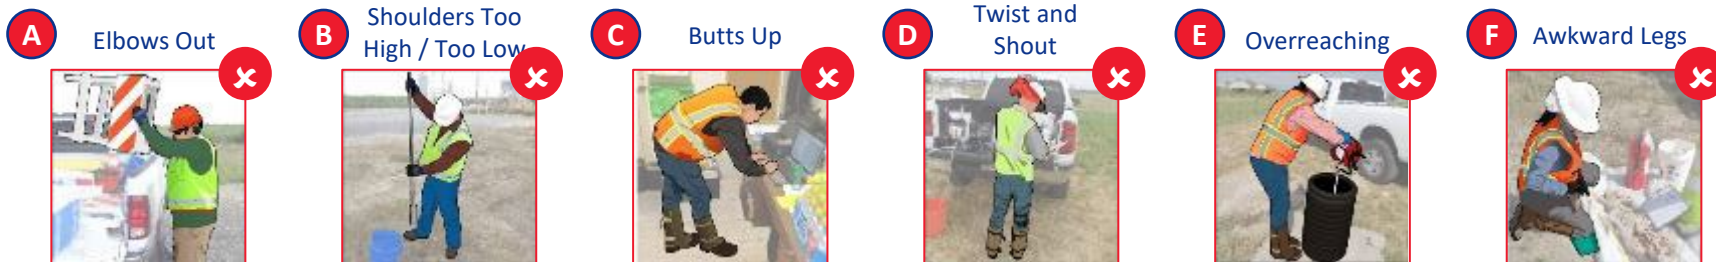 A
Elbows Out
B
Shoulders Too
High / Too Low
C
Butts Up
D
Twist and
Shout
E
Overreaching
F
Awkward Legs